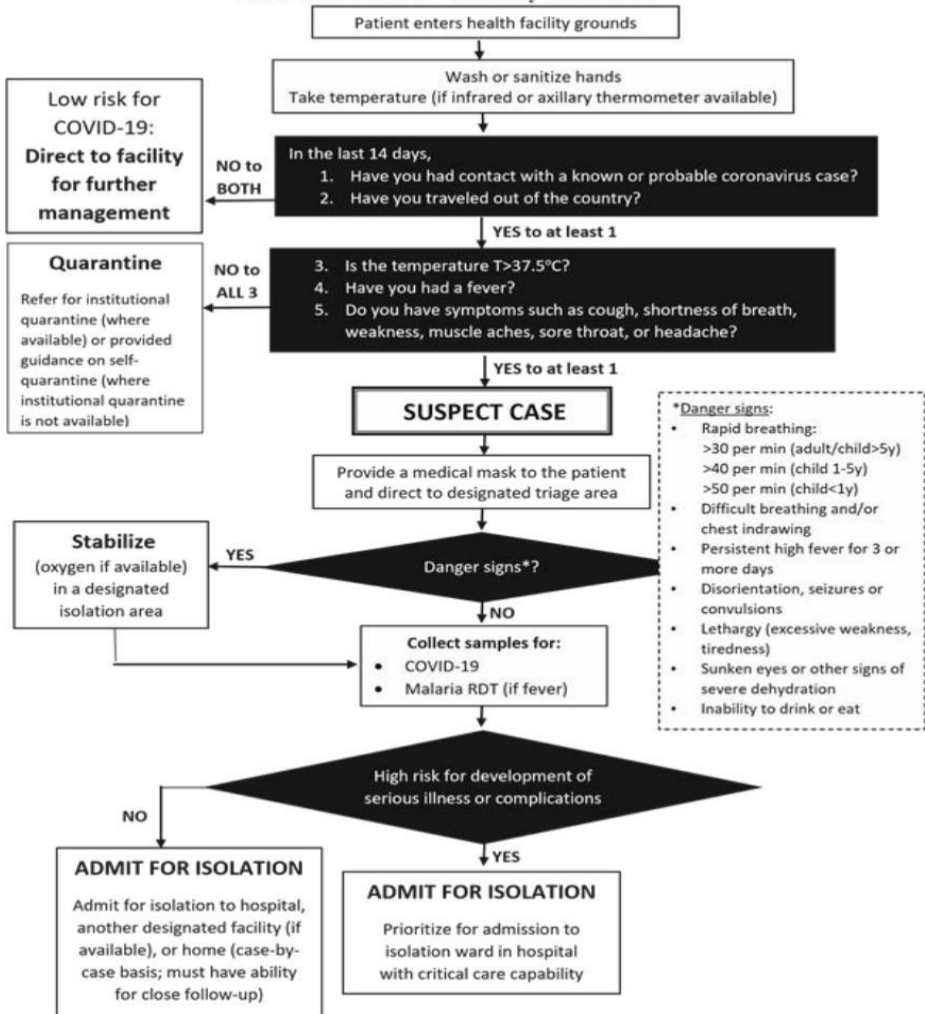 Patient enters health facility grounds
Wash or sanitize hands
Take temperature (if infrared or axillary thermometer available)
Low risk for
COVID-19:
Direct to facility
for further
management
NO to
BOTH
In the last 14 days,
1. Have you had contact with a known or probable coronavirus case?
2. Have you traveled out of the country?
YES to at least 1
Quarantine
Refer for institutional
quarantine (where
available) or provided
guidance on self-
quarantine (where
institutional quarantine
is not available)
NO to
ALL 3
3. Is the temperature T>37.5°C?
4. Have you had a fever?
5. Do you have symptoms such as cough, shortness of breath,
weakness, muscle aches, sore throat, or headache?
YES to at least 1
SUSPECT CASE
Provide a medical mask to the patient
and direct to designated triage area
*Danger signs:
• Rapid breathing:
>30 per min (adult/child>5y)
>40 per min (child 1-5y)
>50 per min (child<1y)
• Difficult breathing and/or
chest indrawing
• Persistent high fever for 3 or
more days
• Disorientation, seizures or
convulsions
• Lethargy (excessive weakness,
tiredness)
• Sunken eyes or other signs of
severe dehydration
• Inability to drink or eat
Danger signs*?
YES
Stabilize
(oxygen if available)
in a designated
isolation area
NO
Collect samples for:
• COVID-19
• Malaria RDT (if fever)
High risk for development of
serious illness or complications
NO
ADMIT FOR ISOLATION
Admit for isolation to hospital,
another designated facility (if
available), or home (case-by-
case basis; must have ability
for close follow-up)
YES
ADMIT FOR ISOLATION
Prioritize for admission to
isolation ward in hospital
with critical care capability